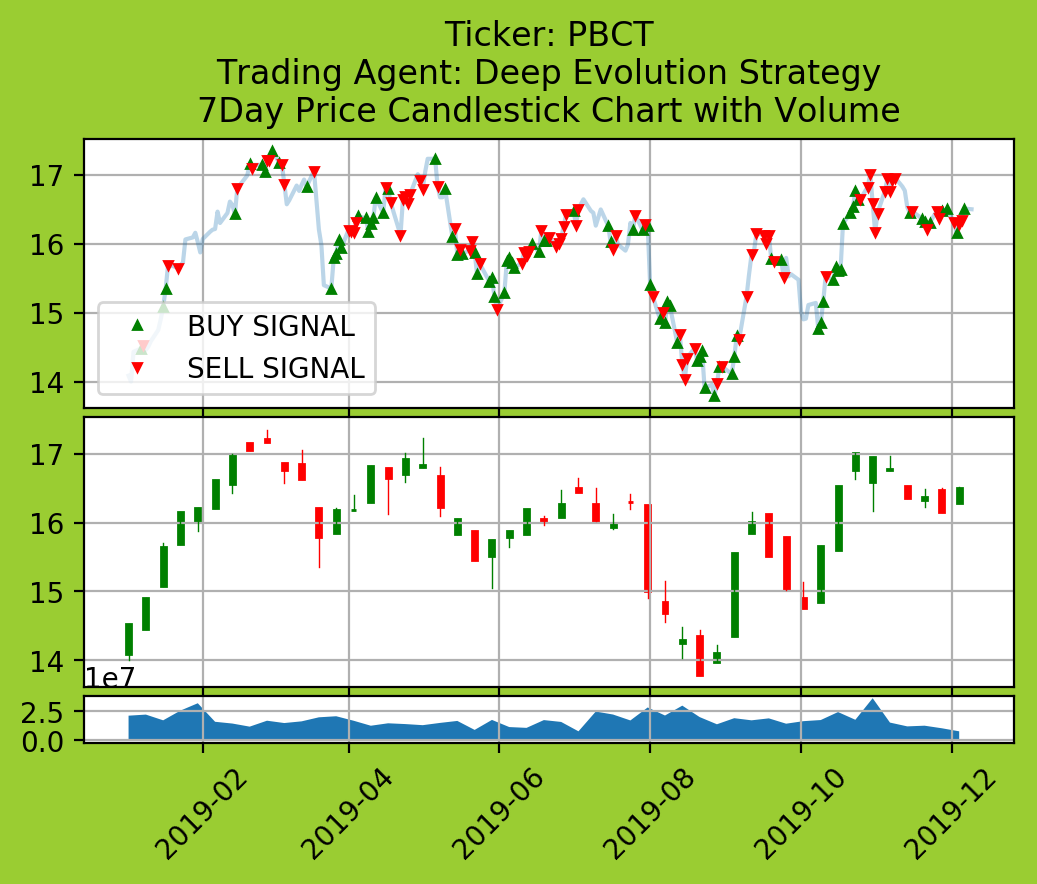 Ticker: PBCT
Trading Agent: Deep Evolution Strategy
7Day Price Candlestick Chart with Volume
17
16
15
14
BUY SIGNAL
SELL SIGNAL
17
16
15
14
1e7
2.5
0.0
2019-02
2019-04
2019-06
2019-08
2019-10
2019-12